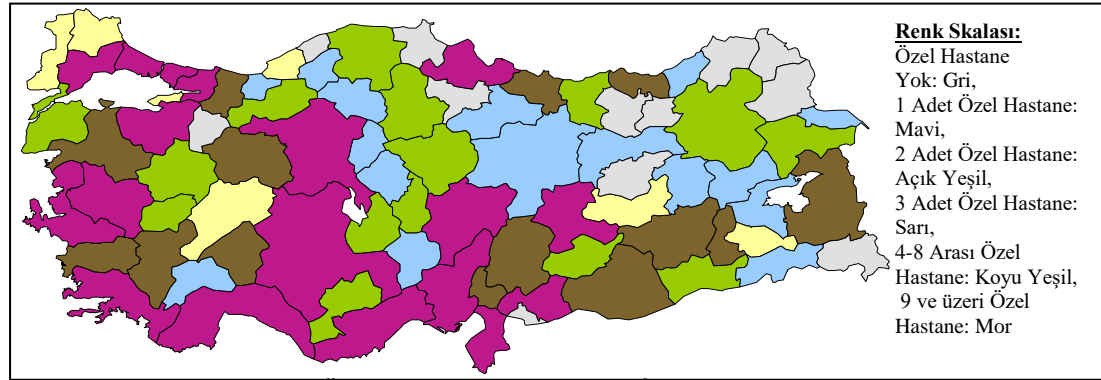 Renk Skalası:
Özel Hastane
Yok: Gri,
1 Adet Özel Hastane:
Mavi,
2 Adet Özel Hastane:
Açık Yeşil,
3 Adet Özel Hastane:
Sarı,
4-8 Arası Özel
Hastane: Koyu Yeşil,
9 ve üzeri Özel
Hastane: Mor